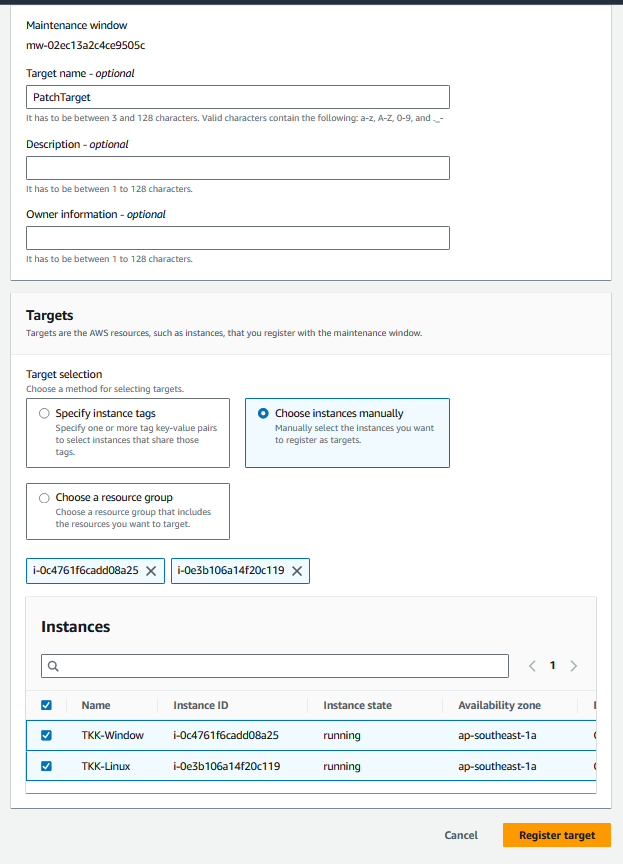 Maintenance window
mw-02ec13a2c4ce9505c
Target name - optional
PatchTarget
It has to be between 3 and 128 characters. Valid characters contain the following: a-z, A-Z, 0-9, and ._-
Description - optional
It has to be between 1 to 128 characters.
Owner information - optional
It has to be between 1 to 128 characters.
Targets
Targets are the AWS resources, such as instances, that you register with the maintenance window.
Target selection
Choose a method for selecting targets.
Specify instance tags
Specify one or more tag key-value pairs
to select instances that share those
tags.
Choose instances manually
Manually select the instances you want
to register as targets.
Choose a resource group
Choose a resource group that includes
the resources you want to target.
i-0c4761f6cadd08a25 i-0e3b106a14f20c119
Instances
1
Name Instance ID Instance state Availability zone
TKK-Window i-0c4761f6cadd08a25 running ap-southeast-1a
TKK-Linux i-0e3b106a14f20c119 running ap-southeast-1a
Cancel Register target